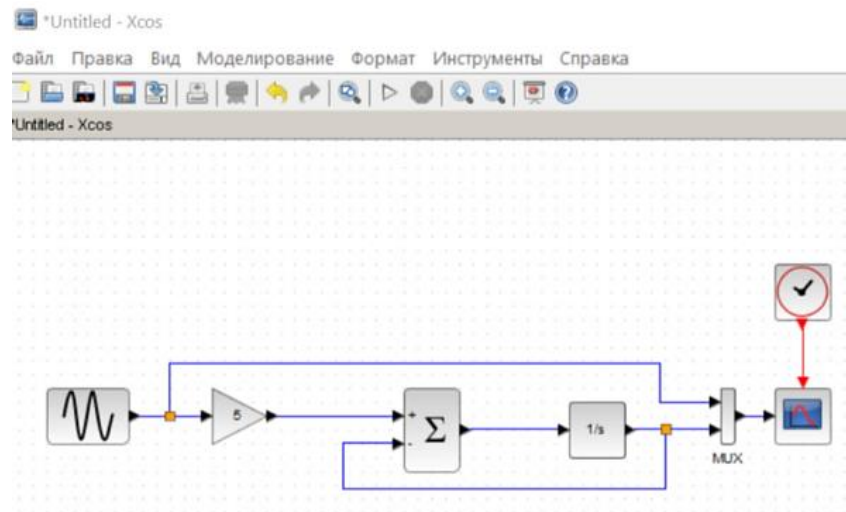 *Untitled - Xcos
Файл Правка Вид Моделирование Формат Инструменты Справка
*Untitled - Xcos
5
+
Σ
-
1/s
MUX